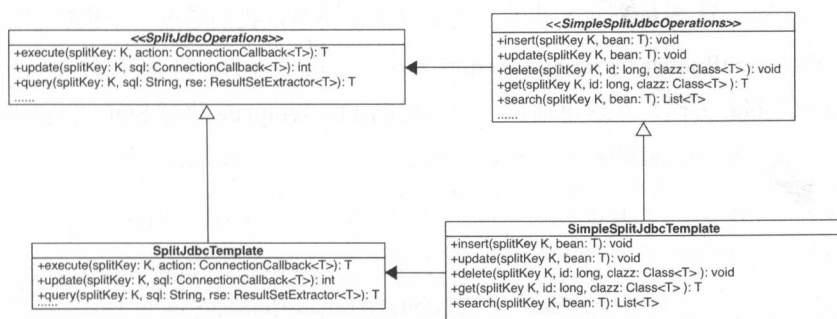 <<SplitJdbcOperations>>
+execute(splitKey: K, action: ConnectionCallback<T>): T
+update(splitKey: K, sql: ConnectionCallback<T>): int
+query(splitKey: K, sql: String, rse: ResultSetExtractor<T>): T
......
<<SimpleSplitJdbcOperations>>
+insert(splitKey K, bean: T): void
+update(splitKey K, bean: T): void
+delete(splitKey K, id: long, clazz: Class<T> ): void
+get(splitKey K, id: long, clazz: Class<T> ): T
+search(splitKey K, bean: T): List<T>
......
SplitJdbcTemplate
+execute(splitKey: K, action: ConnectionCallback<T>): T
+update(splitKey: K, sql: ConnectionCallback<T>): int
+query(splitKey: K, sql: String, rse: ResultSetExtractor<T>): T
......
SimpleSplitJdbcTemplate
+insert(splitKey K, bean: T): void
+update(splitKey K, bean: T): void
+delete(splitKey K, id: long, clazz: Class<T> ): void
+get(splitKey K, id: long, clazz: Class<T> ): T
+search(splitKey K, bean: T): List<T>